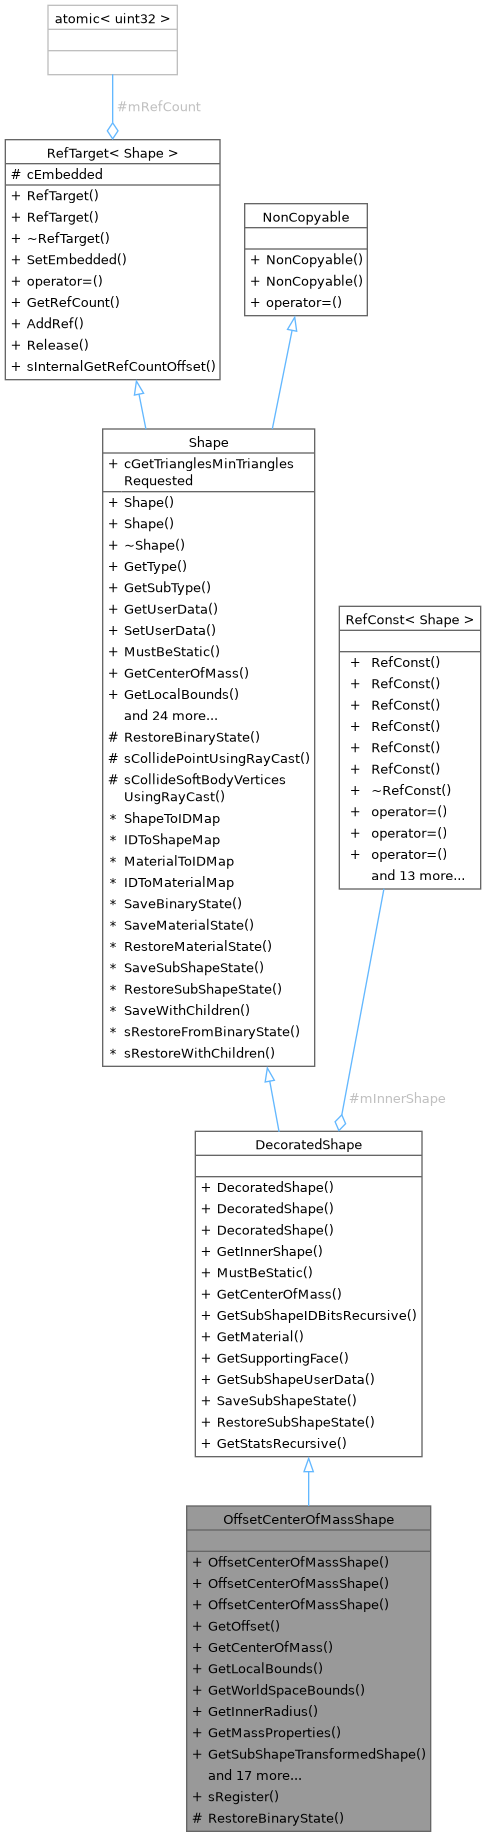 atomic< uint32 >
#mRefCount
RefTarget< Shape >
# cEmbedded
+ RefTarget()
+ RefTarget()
+ ~RefTarget()
+ SetEmbedded()
+ operator=()
+ GetRefCount()
+ AddRef()
+ Release()
+ sInternalGetRefCountOffset()
NonCopyable
+ NonCopyable()
+ NonCopyable()
+ operator=()
Shape
+ cGetTrianglesMinTriangles
Requested
+ Shape()
+ Shape()
+ ~Shape()
+ GetType()
+ GetSubType()
+ GetUserData()
+ SetUserData()
+ MustBeStatic()
+ GetCenterOfMass()
+ GetLocalBounds()
and 24 more...
# RestoreBinaryState()
# sCollidePointUsingRayCast()
# sCollideSoftBodyVertices
UsingRayCast()
* ShapeToIDMap
* IDToShapeMap
* MaterialToIDMap
* IDToMaterialMap
* SaveBinaryState()
* SaveMaterialState()
* RestoreMaterialState()
* SaveSubShapeState()
* RestoreSubShapeState()
* SaveWithChildren()
* sRestoreFromBinaryState()
* sRestoreWithChildren()
RefConst< Shape >
+ RefConst()
+ RefConst()
+ RefConst()
+ RefConst()
+ RefConst()
+ RefConst()
+ ~RefConst()
+ operator=()
+ operator=()
+ operator=()
and 13 more...
#mInnerShape
DecoratedShape
+ DecoratedShape()
+ DecoratedShape()
+ DecoratedShape()
+ GetInnerShape()
+ MustBeStatic()
+ GetCenterOfMass()
+ GetSubShapeIDBitsRecursive()
+ GetMaterial()
+ GetSupportingFace()
+ GetSubShapeUserData()
+ SaveSubShapeState()
+ RestoreSubShapeState()
+ GetStatsRecursive()
OffsetCenterOfMassShape
+ OffsetCenterOfMassShape()
+ OffsetCenterOfMassShape()
+ OffsetCenterOfMassShape()
+ GetOffset()
+ GetCenterOfMass()
+ GetLocalBounds()
+ GetWorldSpaceBounds()
+ GetInnerRadius()
+ GetMassProperties()
+ GetSubShapeTransformedShape()
and 17 more...
+ sRegister()
# RestoreBinaryState()